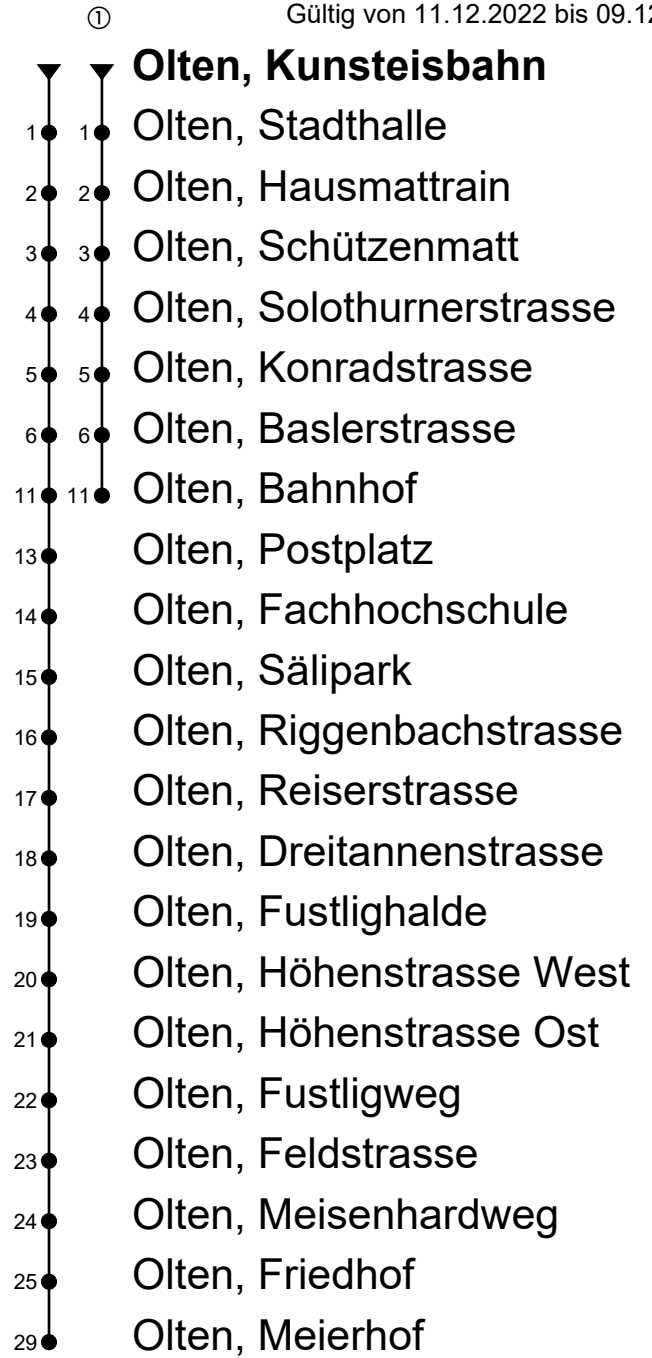 ① Gültig von 11.12.2022 bis 09.12
Olten, Kunsteisbahn
1 1 Olten, Stadthalle
2 2 Olten, Hausmattrain
3 3 Olten, Schützenmatt
4 4 Olten, Solothurnerstrasse
5 5 Olten, Konradstrasse
6 6 Olten, Baslerstrasse
11 11 Olten, Bahnhof
13 Olten, Postplatz
14 Olten, Fachhochschule
15 Olten, Sälipark
16 Olten, Riggenbachstrasse
17 Olten, Reiserstrasse
18 Olten, Dreitannenstrasse
19 Olten, Fustlighalde
20 Olten, Höhenstrasse West
21 Olten, Höhenstrasse Ost
22 Olten, Fustligweg
23 Olten, Feldstrasse
24 Olten, Meisenhardweg
25 Olten, Friedhof
29 Olten, Meierhof